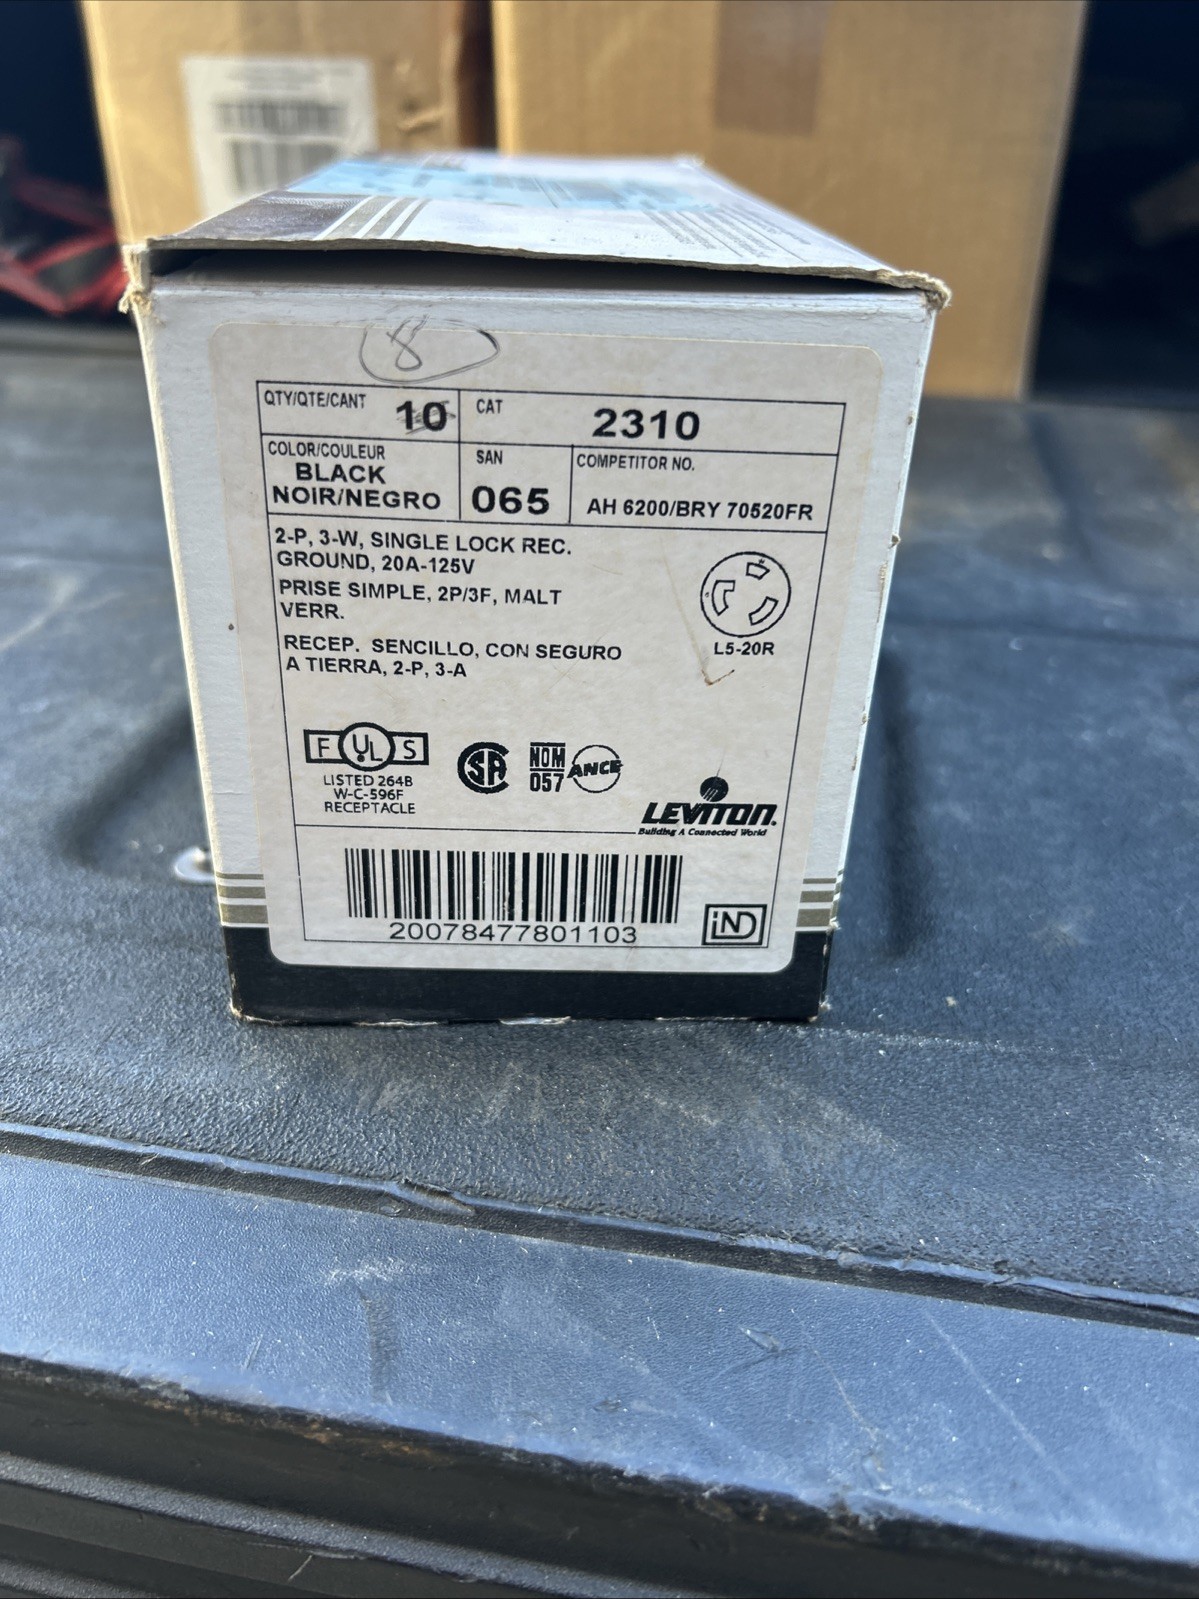 8
QTY/QTE/CANT 10
CAT 2310
COLOR/COULEUR
BLACK
NOIR/NEGRO
SAN
065
COMPETITOR NO.
AH 6200/BRY 70520FR
2-P, 3-W, SINGLE LOCK REC.
GROUND, 20A-125V
PRISE SIMPLE, 2P/3F, MALT
VERR.
RECEP. SENCILLO, CON SEGURO
A TIERRA, 2-P, 3-A
L5-20R
F UL S
LISTED 264B
W-C-596F
RECEPTACLE
SA
NOM
057
ANCE
LEVITON.
Building A Connected World
20078477801103
IND